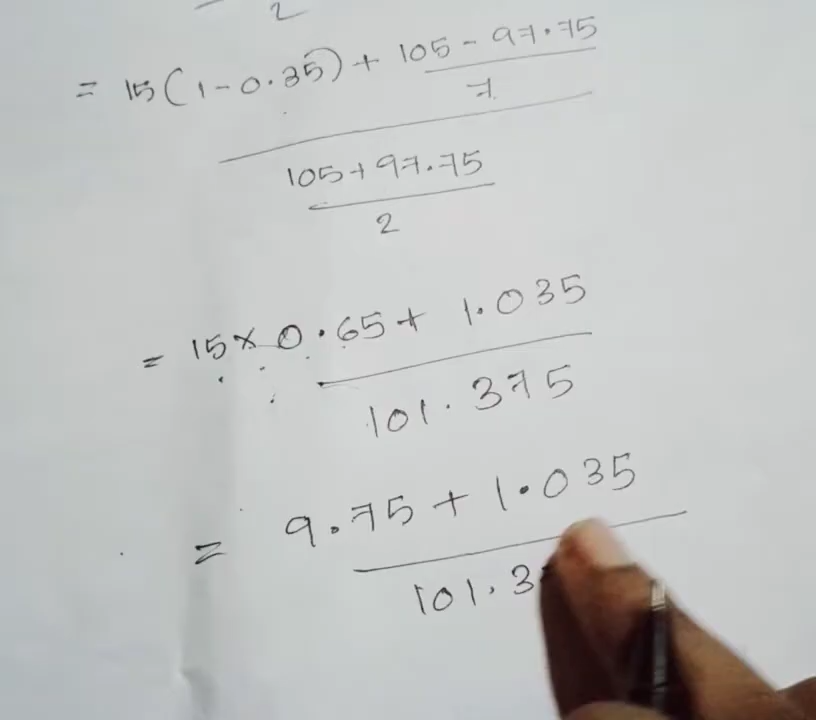 2
= 15(1-0.35) + 105 - 97.75
7
105+97.75
2
= 15 × 0.65 + 1.035
101.375
= 9.75 + 1.035
101.3